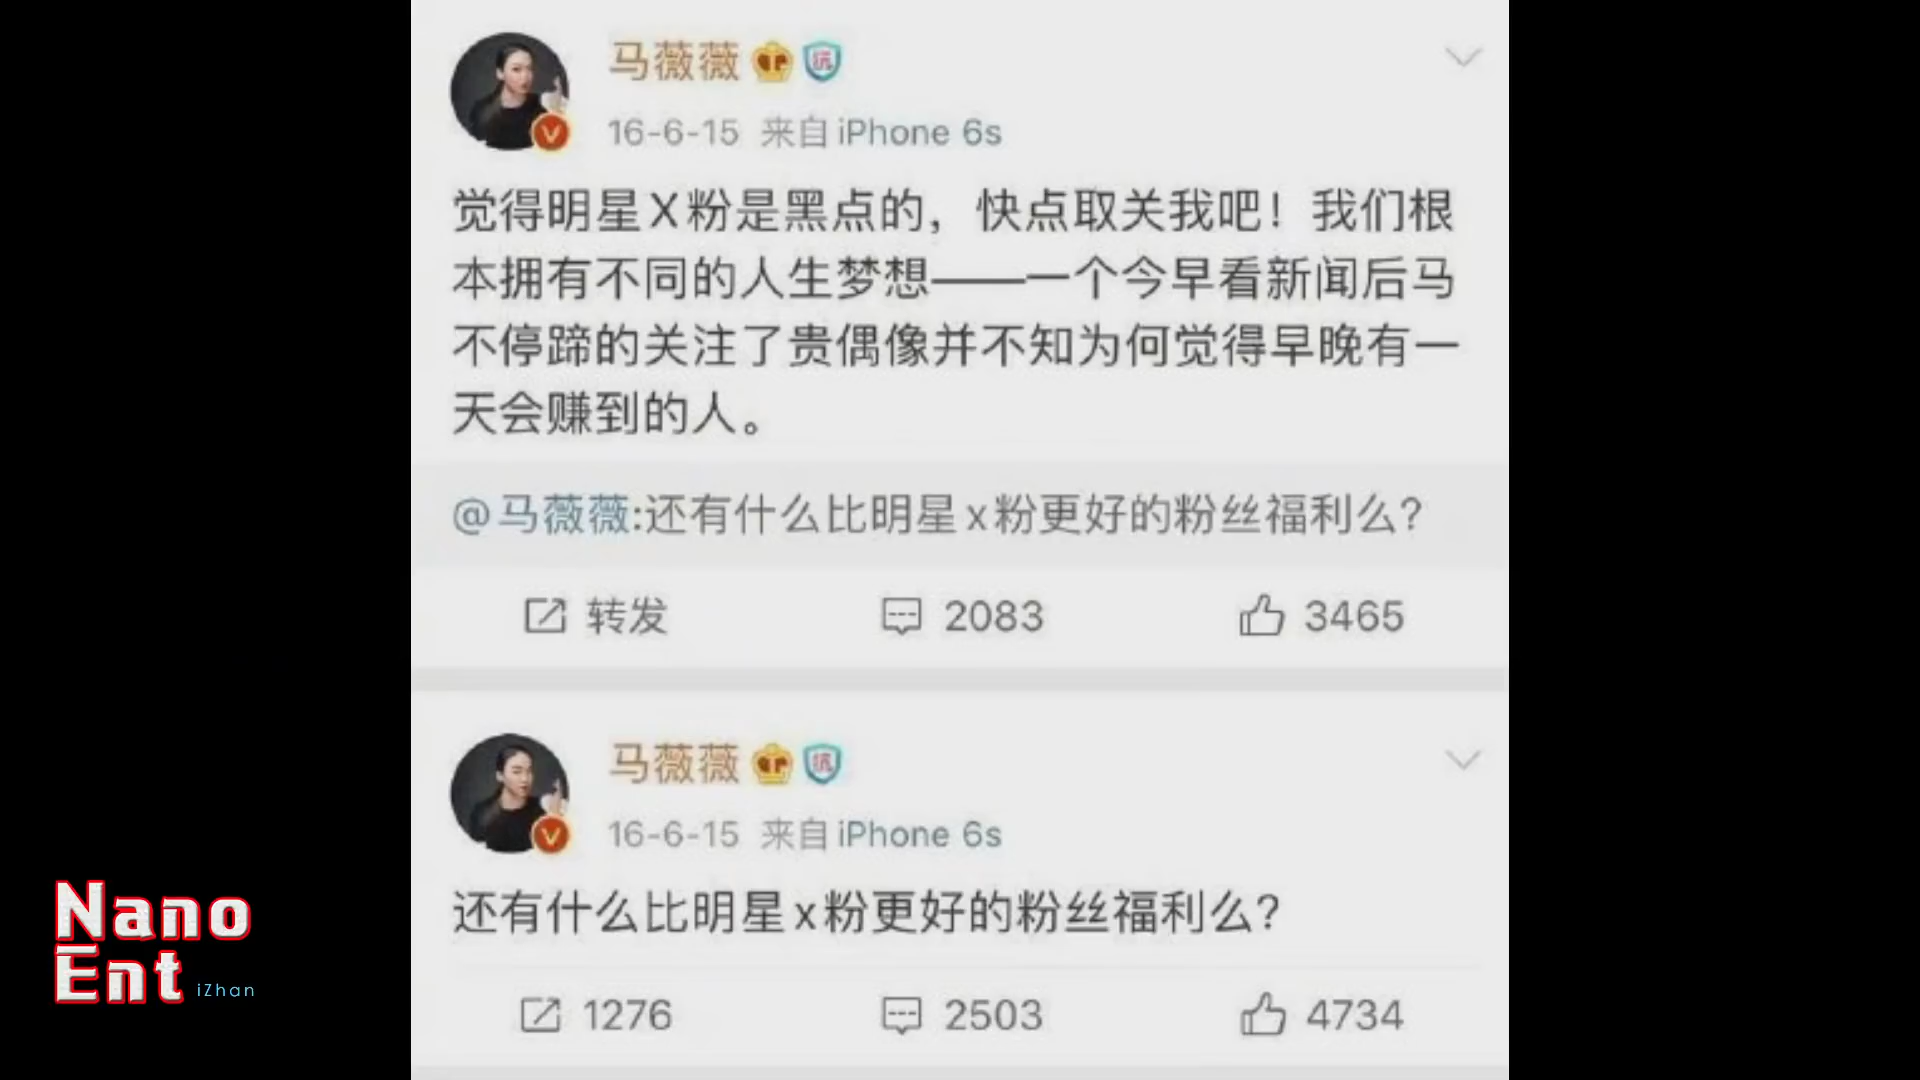 马薇薇
16-6-15 来自 iPhone 6s
觉得明星X粉是黑点的，快点取关我吧！我们根
本拥有不同的人生梦想——一个今早看新闻后马
不停蹄的关注了贵偶像并不知为何觉得早晚有一
天会赚到的人。
@马薇薇:还有什么比明星x粉更好的粉丝福利么?
转发 2083 3465
马薇薇
16-6-15 来自 iPhone 6s
还有什么比明星x粉更好的粉丝福利么?
1276 2503 4734
Nano
Ent iZhan